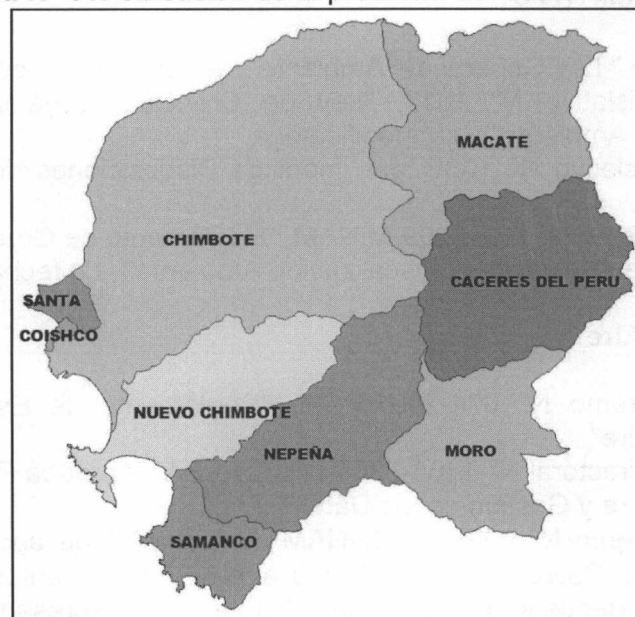 MACATE
CHIMBOTE
CACERES DEL PERU
SANTA
COISHCO
NUEVO CHIMBOTE
NEPEÑA
MORO
SAMANCO